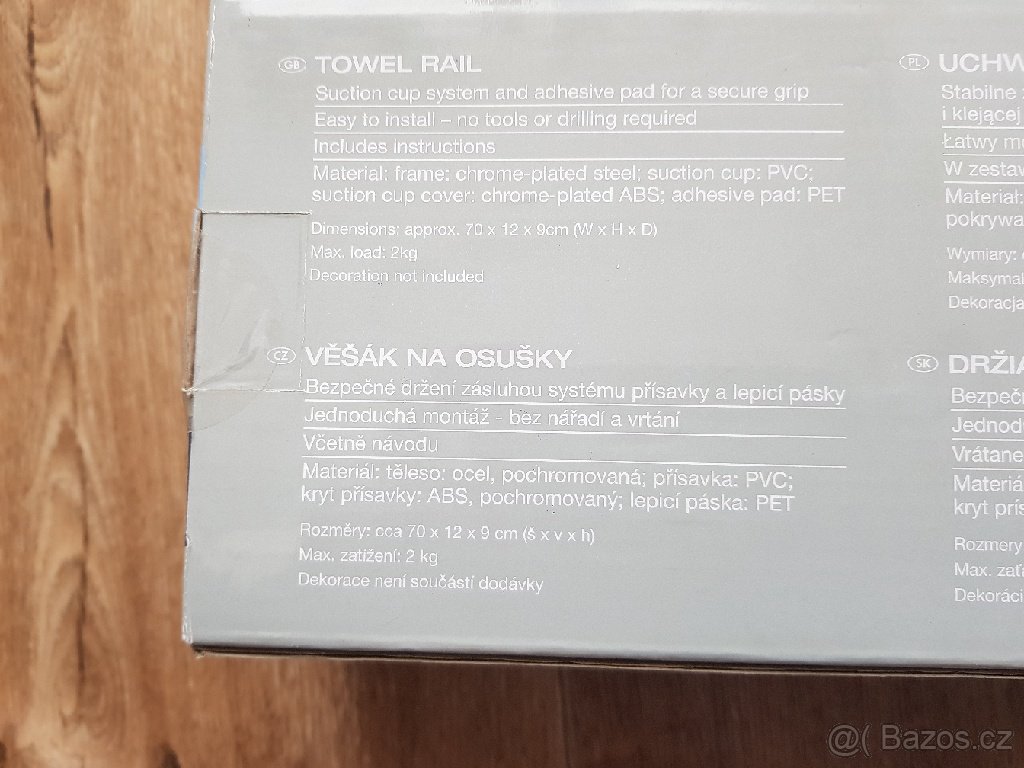 GB TOWEL RAIL
Suction cup system and adhesive pad for a secure grip
Easy to install – no tools or drilling required
Includes instructions
Material: frame: chrome-plated steel; suction cup: PVC;
suction cup cover: chrome-plated ABS; adhesive pad: PET
Dimensions: approx. 70 x 12 x 9cm (W x H x D)
Max. load: 2kg
Decoration not included
CZ VĚŠÁK NA OSUŠKY
Bezpečné držení zásluhou systému přísavky a lepicí pásky
Jednoduchá montáž - bez nářadí a vrtání
Včetně návodu
Materiál: těleso: ocel, pochromovaná; přísavka: PVC;
kryt přísavky: ABS, pochromovaný; lepicí páska: PET
Rozměry: cca 70 x 12 x 9 cm (š x v x h)
Max. zatížení: 2 kg
Dekorace není součástí dodávky
PL UCHW
Stabilne
i klejącej
Łatwy
W zestaw
Materiał:
pokrywa
Wymiary:
Maksymal
Dekoracja
SK DRŽIA
Bezpeč
Jednod
Vrátane
Materiá
kryt prís
Rozmery
Max. zať
Dekoráci
@( Bazos.cz